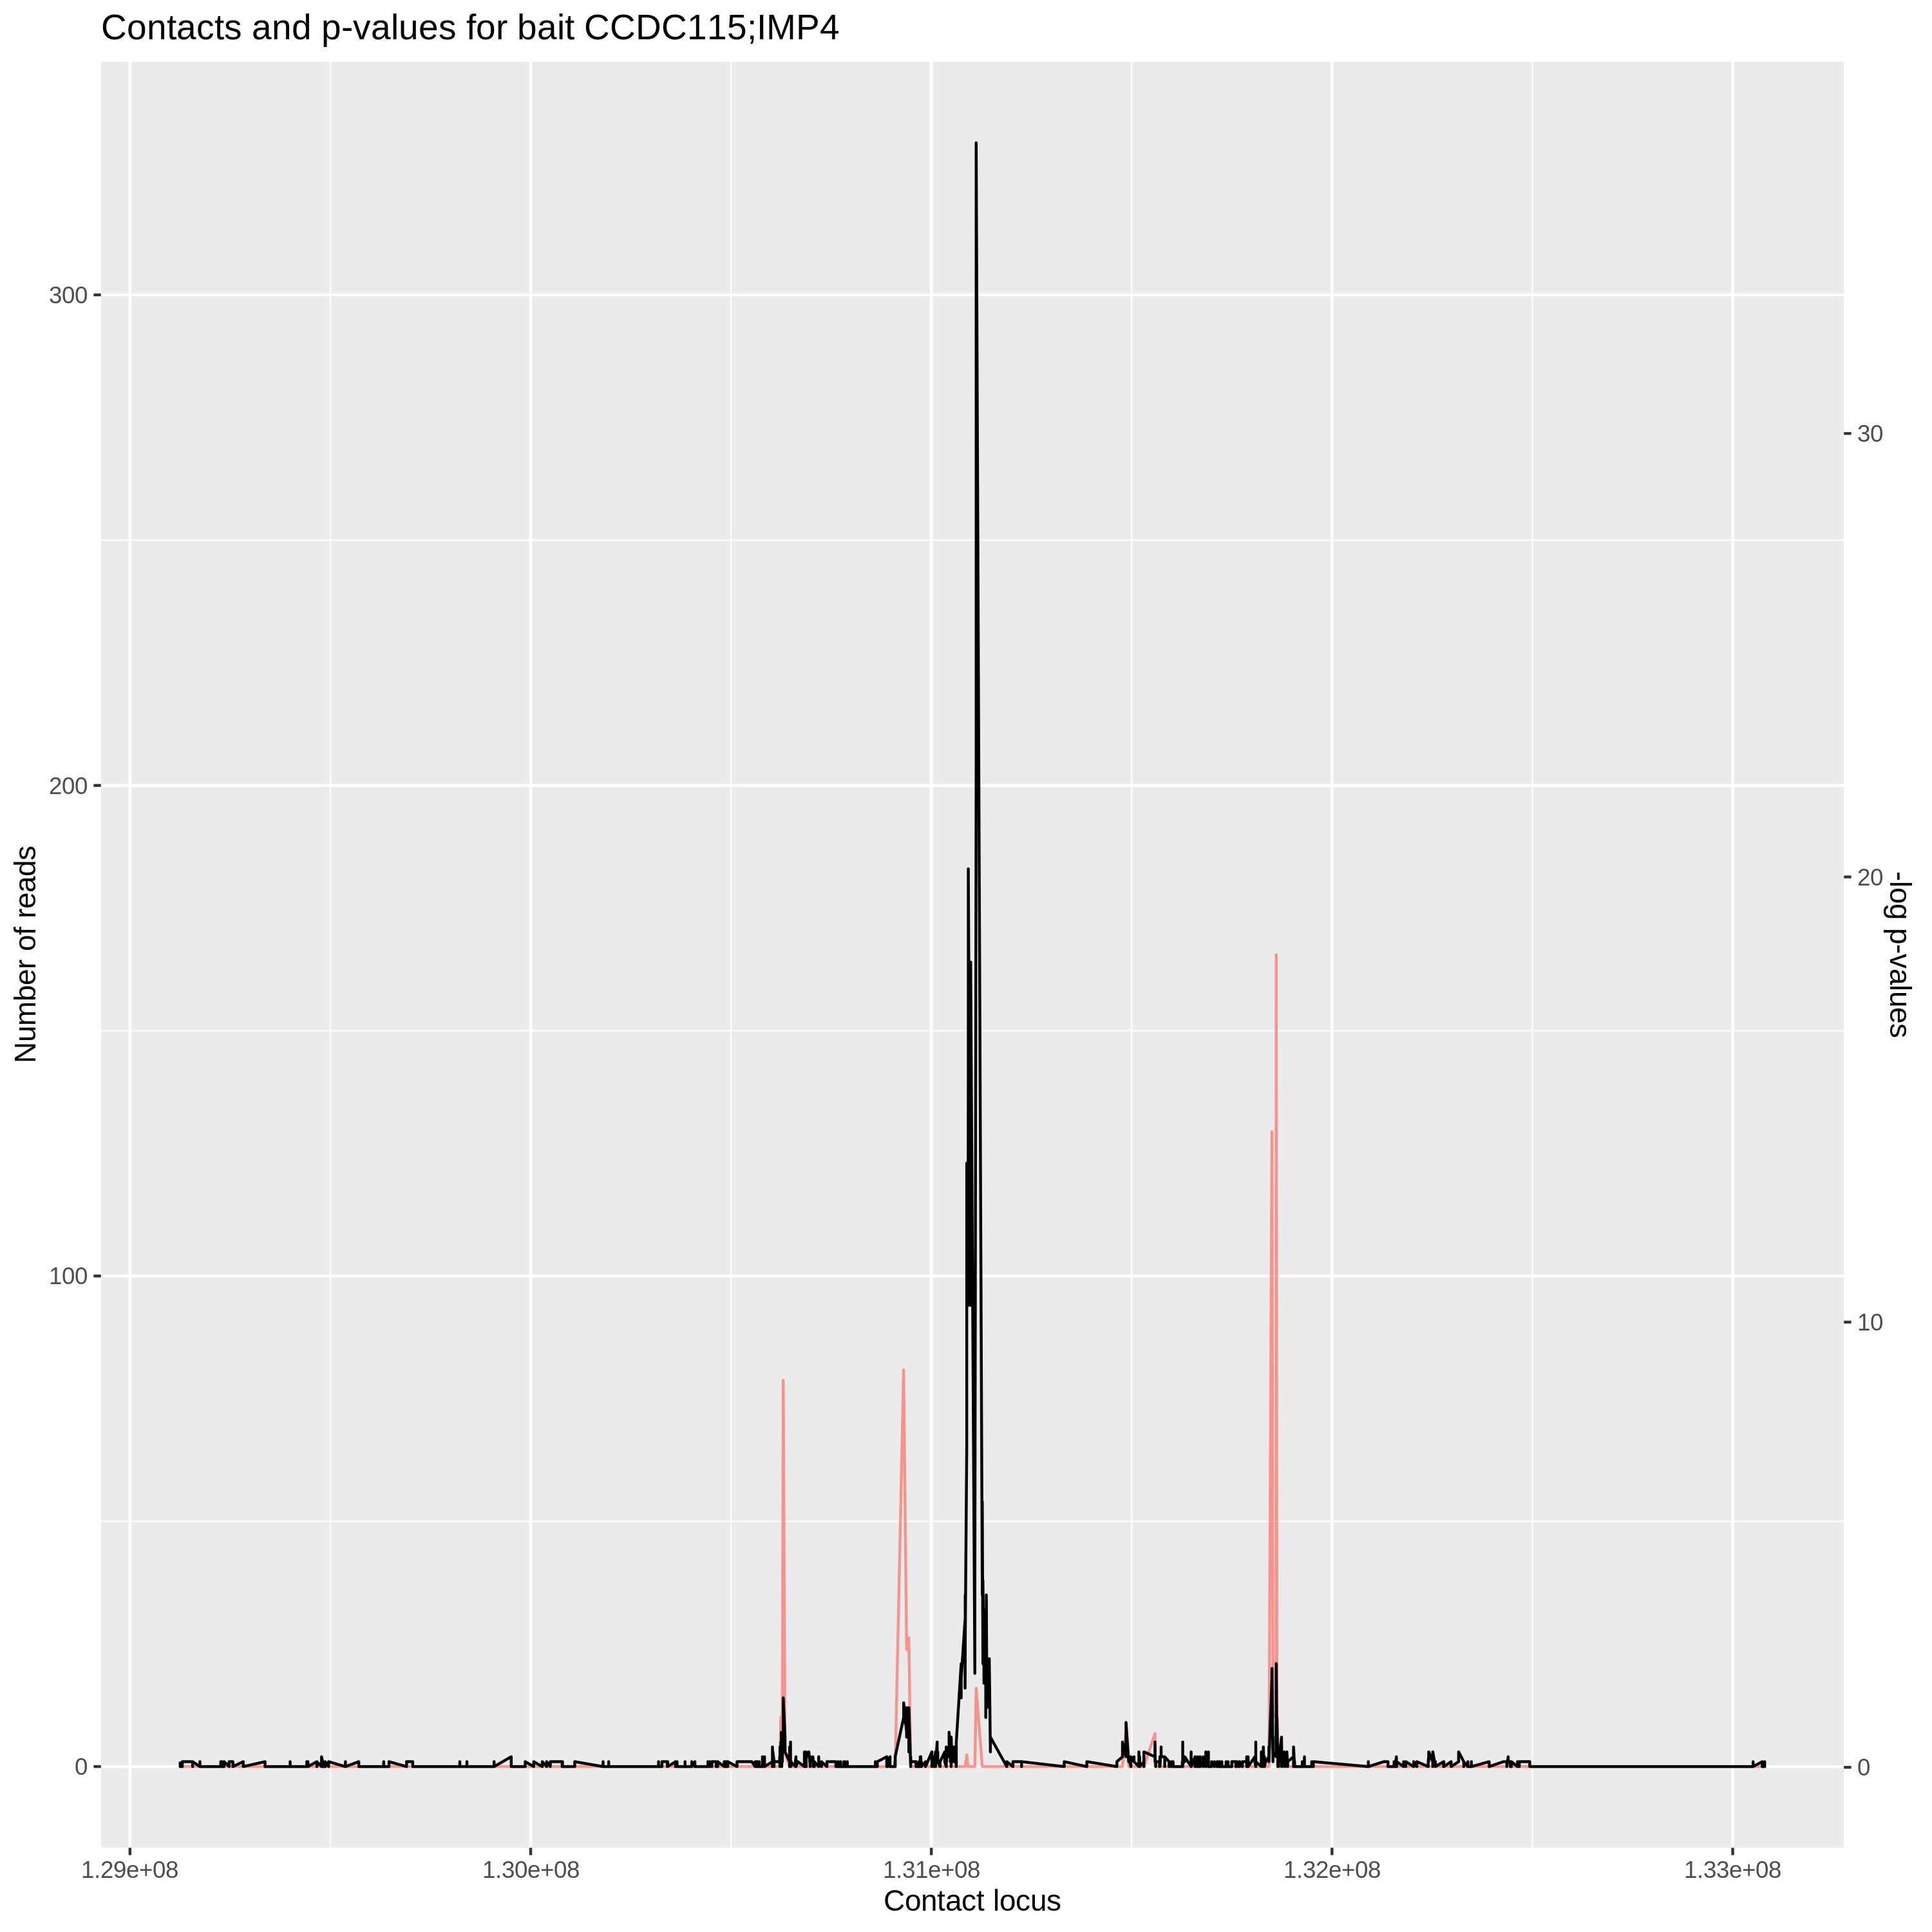 Contacts and p-values for bait CCDC115;IMP4
Number of reads
300
200
100
0
30
20
10
0
-log p-values
1.29e+08
1.30e+08
1.31e+08
1.32e+08
1.33e+08
Contact locus